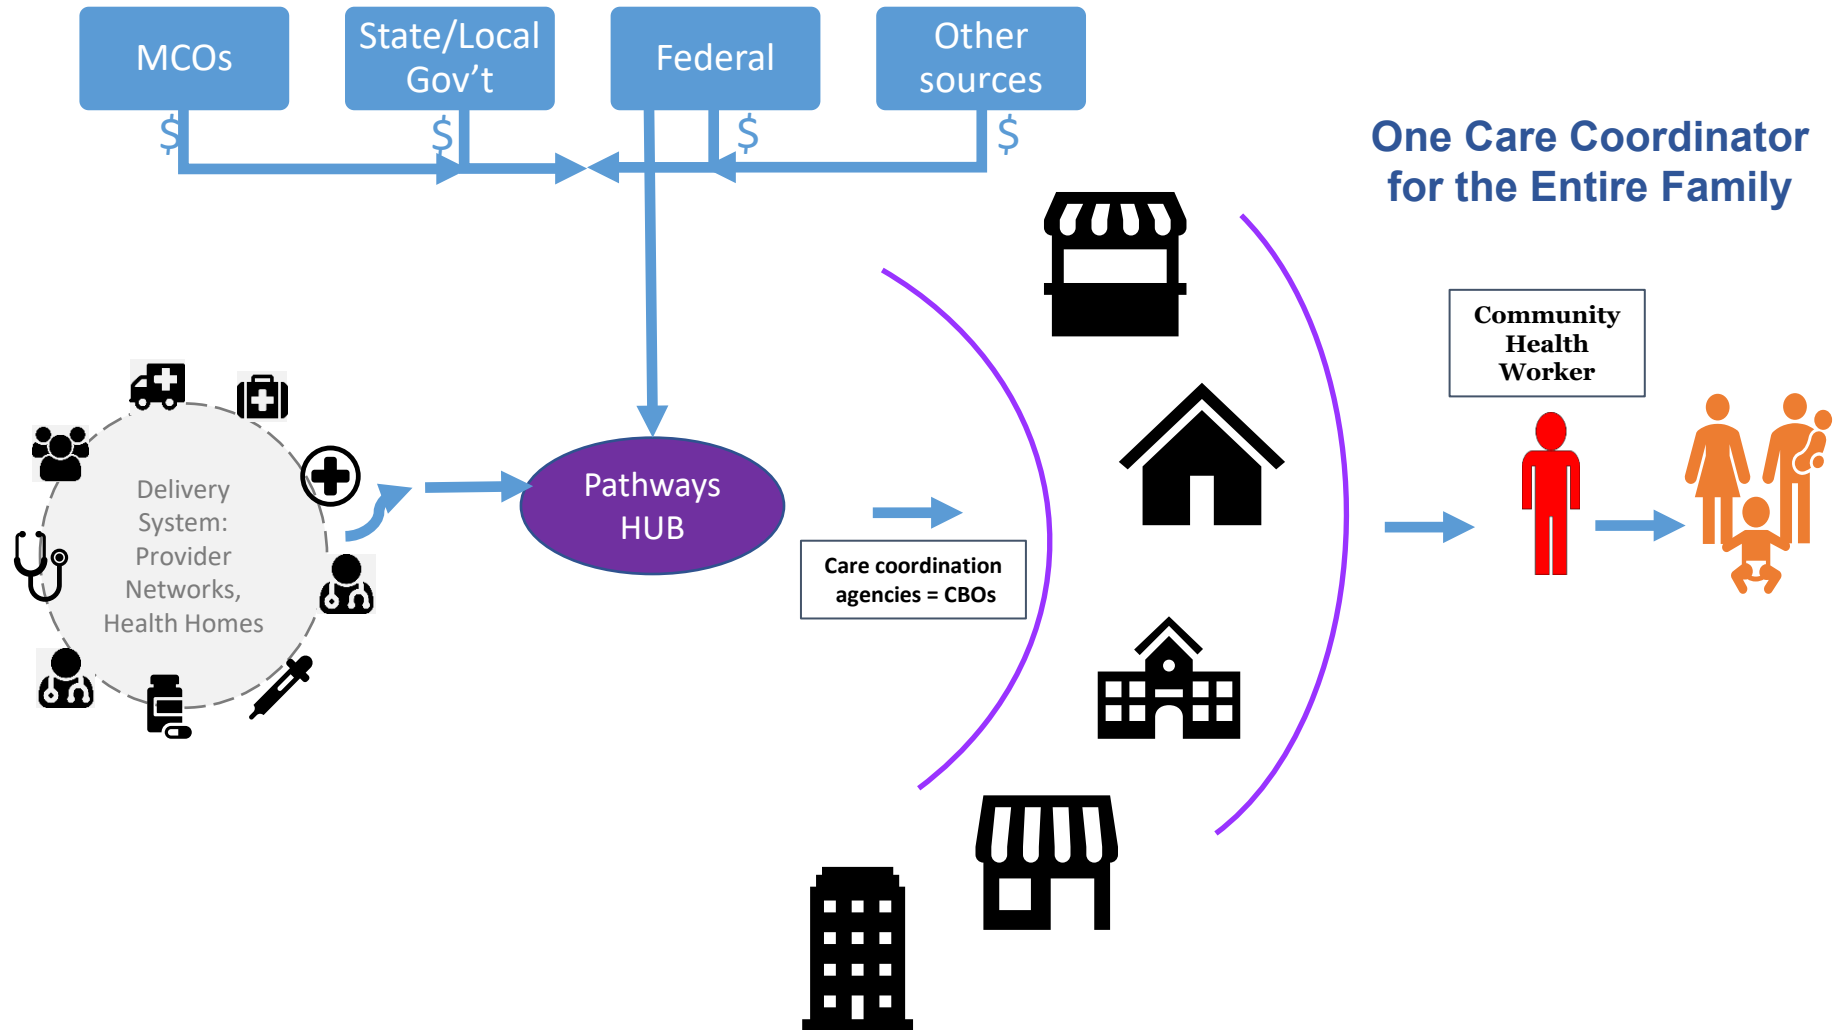 MCOs
State/Local
Gov’t
Federal
Other
sources
$
$
$
$
One Care Coordinator
for the Entire Family
Community
Health
Worker
Delivery
System:
Provider
Networks,
Health Homes
Pathways
HUB
Care coordination
agencies = CBOs